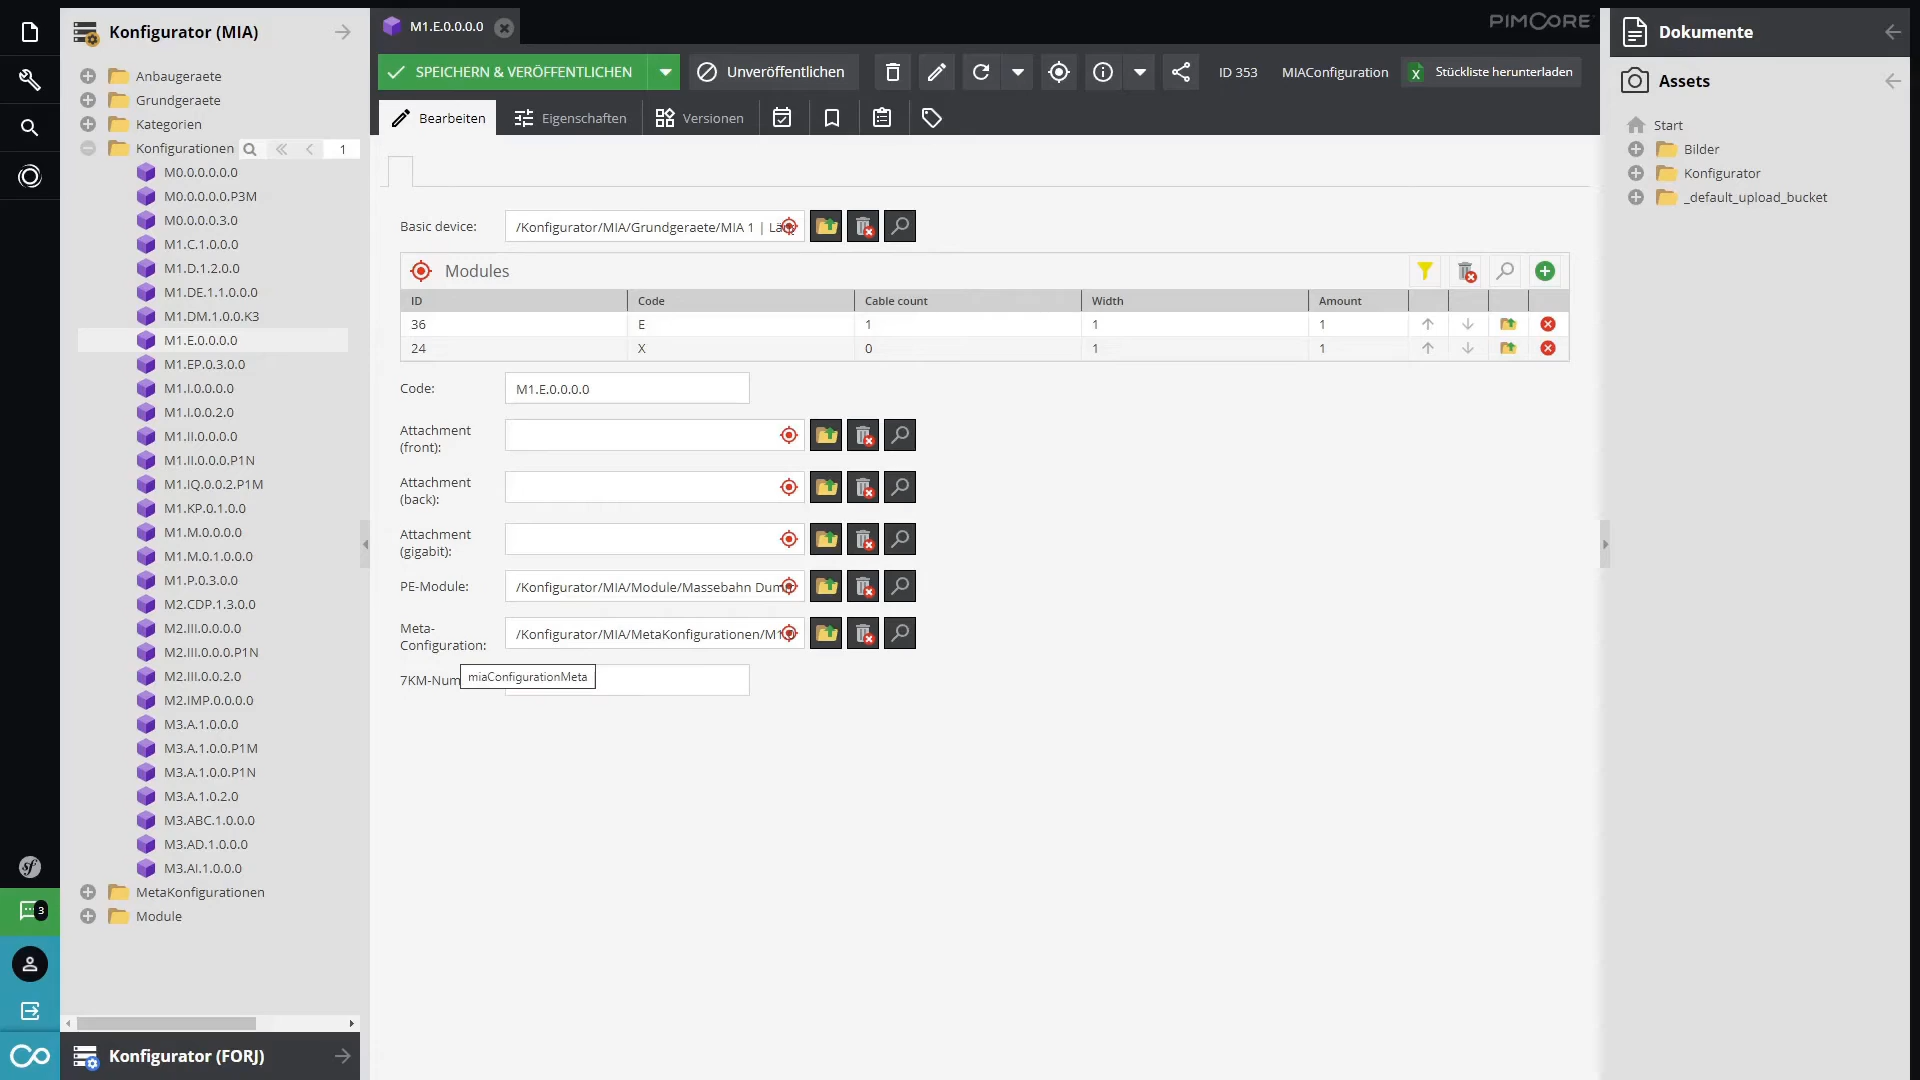 PIMCORE
Konfigurator (MIA)
Anbaugeraete
Grundgeraete
Kategorien
Konfigurationen
1
M0.0.0.0.0.0
M0.0.0.0.0.P3M
M0.0.0.0.3.0
M1.C.1.0.0.0
M1.D.1.2.0.0
M1.DE.1.1.0.0.0
M1.DM.1.0.0.K3
M1.E.0.0.0.0
M1.EP.0.3.0.0
M1.I.0.0.0.0
M1.I.0.0.2.0
M1.II.0.0.0.0
M1.II.0.0.0.P1N
M1.IQ.0.0.2.P1M
M1.KP.0.1.0.0
M1.M.0.0.0.0
M1.M.0.1.0.0.0
M1.P.0.3.0.0
M2.CDP.1.3.0.0
M2.III.0.0.0.0
M2.III.0.0.0.P1N
M2.III.0.0.2.0
M2.IMP.0.0.0.0
M3.A.1.0.0.0
M3.A.1.0.0.P1M
M3.A.1.0.0.P1N
M3.A.1.0.2.0
M3.ABC.1.0.0.0
M3.AD.1.0.0.0
M3.AI.1.0.0.0
MetaKonfigurationen
Module
Konfigurator (FORJ)
sf
3
M1.E.0.0.0.0
SPEICHERN & VERÖFFENTLICHEN
Unveröffentlichen
ID 353
MIAConfiguration
Stückliste herunterladen
Bearbeiten
Eigenschaften
Versionen
Basic device: /Konfigurator/MIA/Grundgeraete/MIA 1 |
Modules
ID Code Cable count Width Amount
36 E 1 1 1
24 X 0 1 1
Code: M1.E.0.0.0.0
Attachment
(front):
Attachment
(back):
Attachment
(gigabit):
PE-Module: /Konfigurator/MIA/Module/Massebahn
Meta-
Configuration: /Konfigurator/MIA/MetaKonfigurationen/M1
7KM-Num
miaConfigurationMeta
Dokumente
Assets
Start
Bilder
Konfigurator
_default_upload_bucket